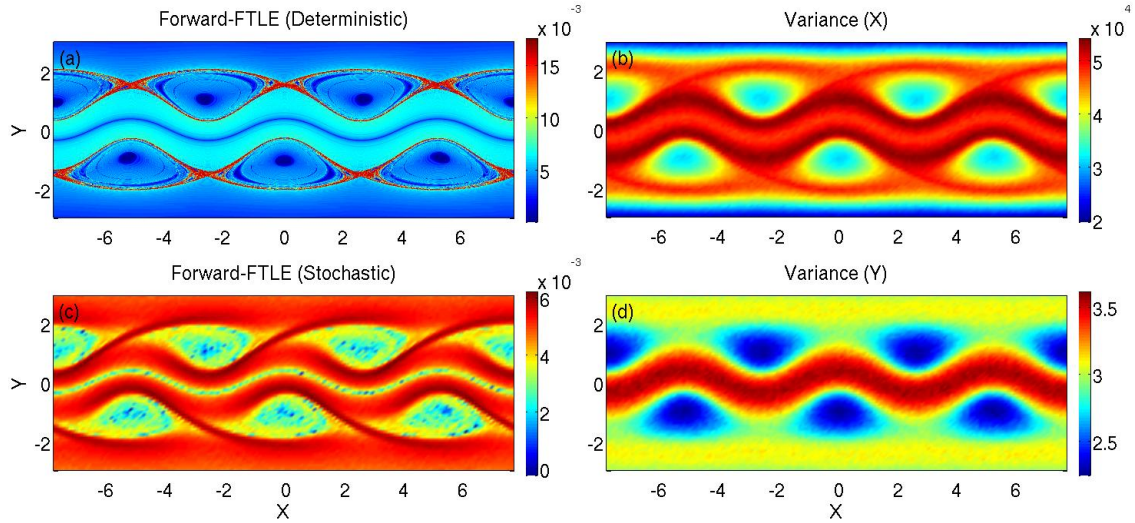 Forward-FTLE (Deterministic)
x 10
-3
(a)
2
0
-2
Y
15
10
5
-6 -4 -2 0 2 4 6
Variance (X)
x 10
4
(b)
2
0
-2
5
4
3
2
-6 -4 -2 0 2 4 6
Forward-FTLE (Stochastic)
x 10
-3
(c)
2
0
-2
Y
6
4
2
0
-6 -4 -2 0 2 4 6
X
Variance (Y)
(d)
2
0
-2
3.5
3
2.5
-6 -4 -2 0 2 4 6
X